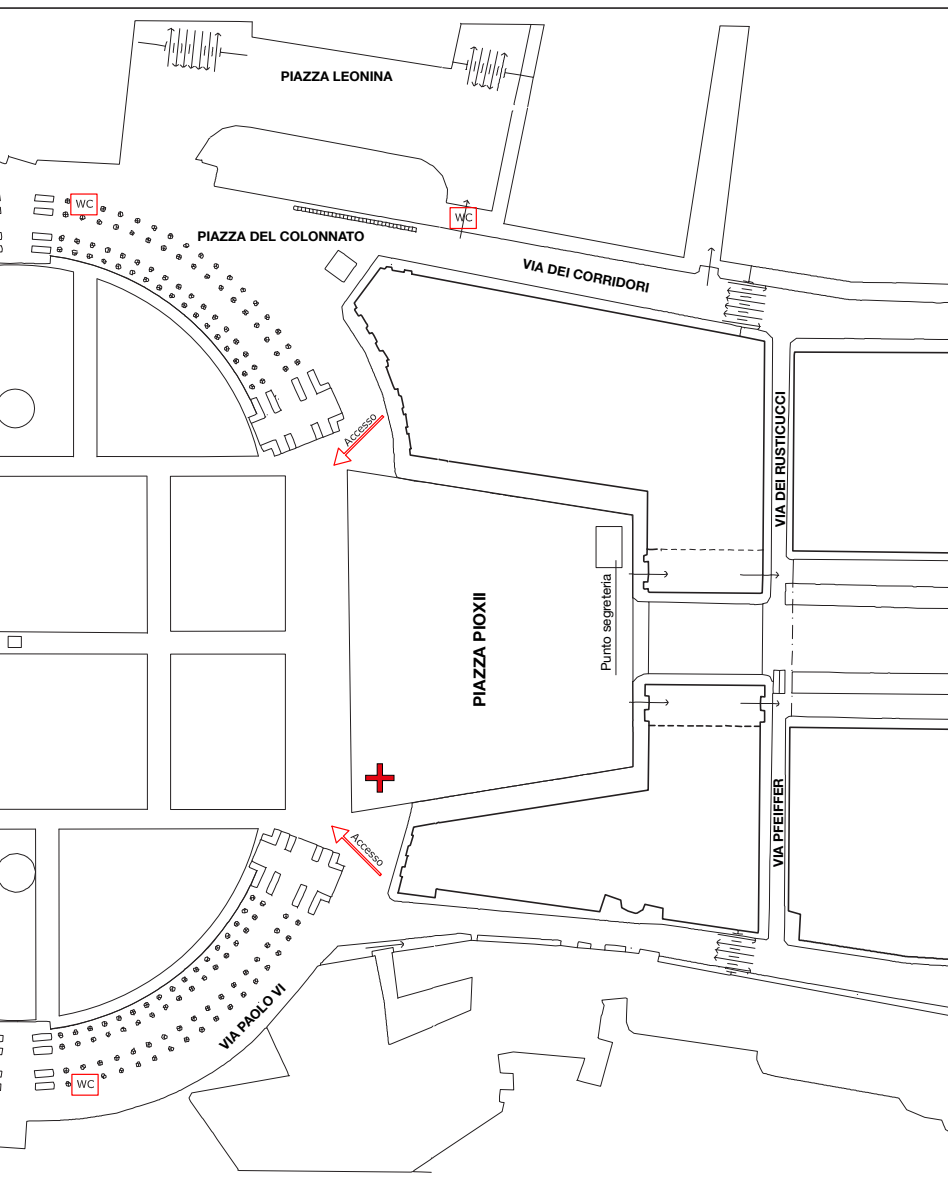 PIAZZA LEONINA
WC
WC
PIAZZA DEL COLONNATO
VIA DEI CORRIDORI
VIA DEI RUSTICUCCI
Accesso
Punto segreteria
PIAZZA PIOXII
VIA PFEIFFER
Accesso
VIA PAOLO VI
WC